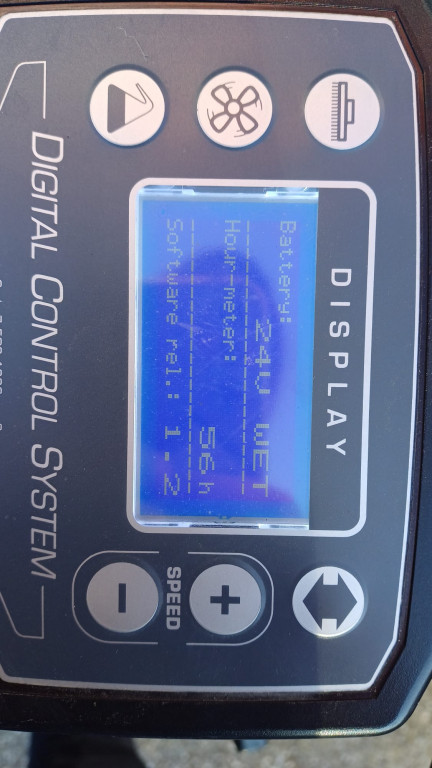 DISPLAY
Battery:
24V WET
Hour-meter:
56h
Software rel.: 1.2
+
SPEED
-
DIGITAL CONTROL SYSTEM